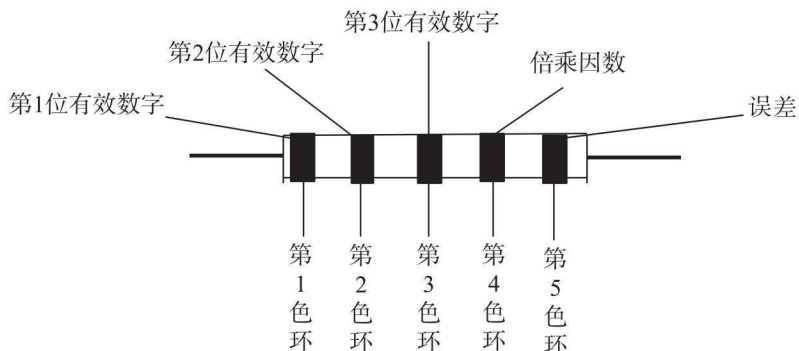 第3位有效数字
第2位有效数字
倍乘因数
第1位有效数字
误差
第1色环
第2色环
第3色环
第4色环
第5色环